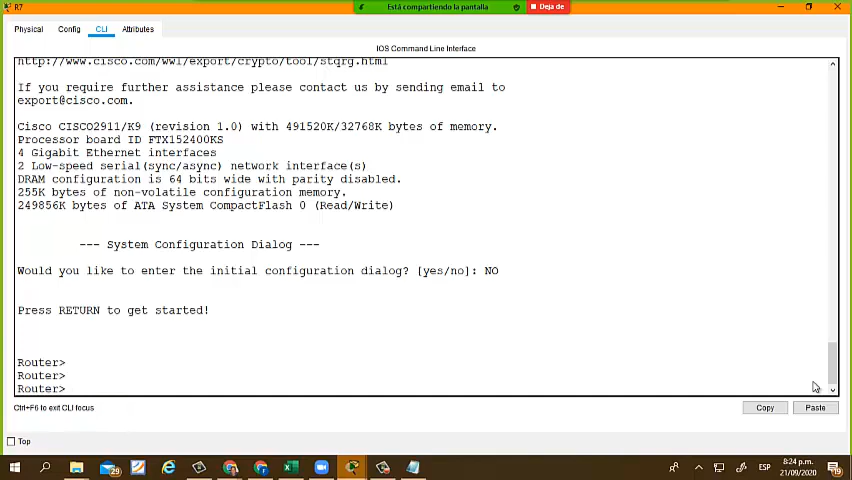 R7
Está compartiendo la pantalla
Deja de
Physical
Config
CLI
Attributes
IOS Command Line Interface
http://www.cisco.com/wwl/export/crypto/tool/stqrg.html
If you require further assistance please contact us by sending email to
export@cisco.com.
Cisco CISCO2911/K9 (revision 1.0) with 491520K/32768K bytes of memory.
Processor board ID FTX152400KS
4 Gigabit Ethernet interfaces
2 Low-speed serial(sync/async) network interface(s)
DRAM configuration is 64 bits wide with parity disabled.
255K bytes of non-volatile configuration memory.
249856K bytes of ATA System CompactFlash 0 (Read/Write)
--- System Configuration Dialog ---
Would you like to enter the initial configuration dialog? [yes/no]: NO
Press RETURN to get started!
Router>
Router>
Router>
Ctrl+F6 to exit CLI focus
Copy
Paste
Top
29
ESP
8:24 p.m.
21/09/2020
19